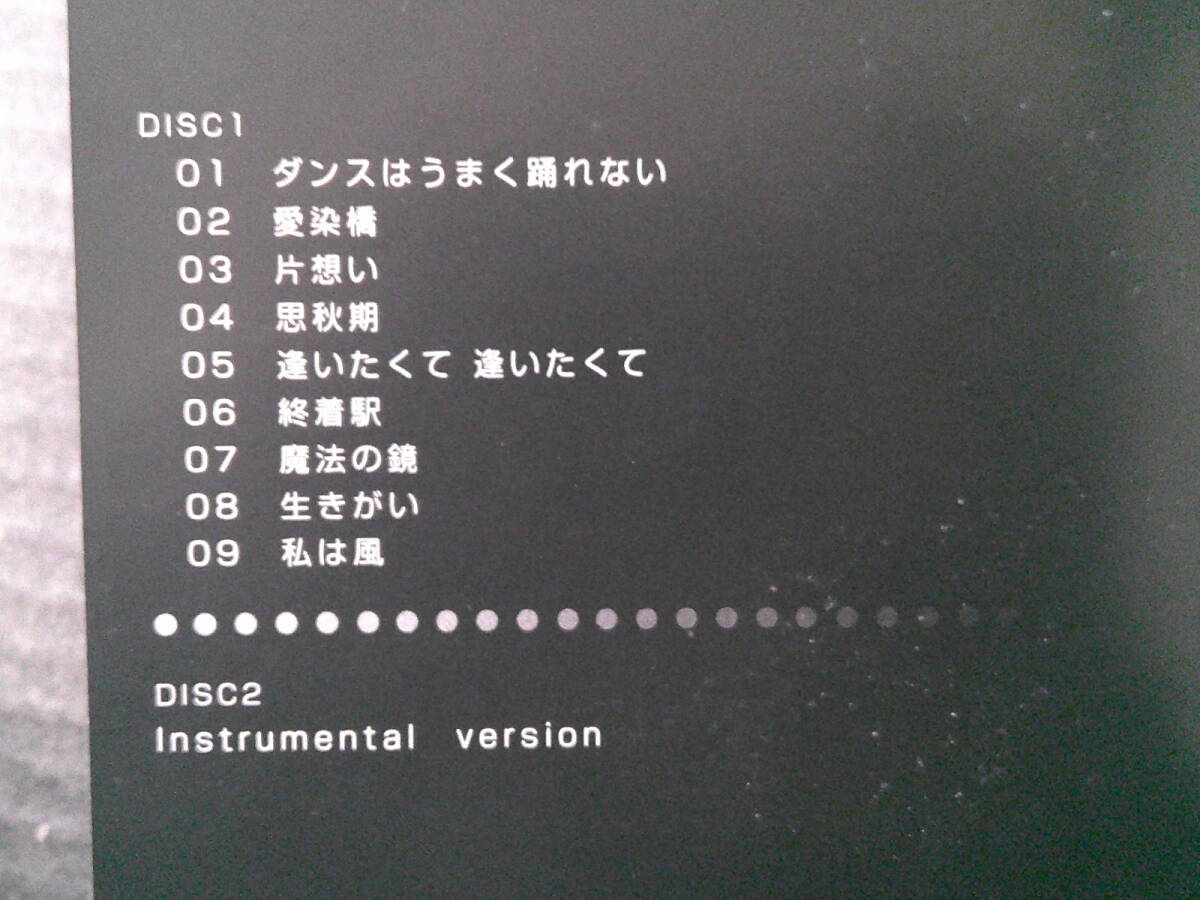 DISC1
01 ダンスはうまく踊れない
02 愛染橋
03 片想い
04 思秋期
05 逢いたくて 逢いたくて
06 終着駅
07 魔法の鏡
08 生きがい
09 私は風
DISC2
Instrumental version